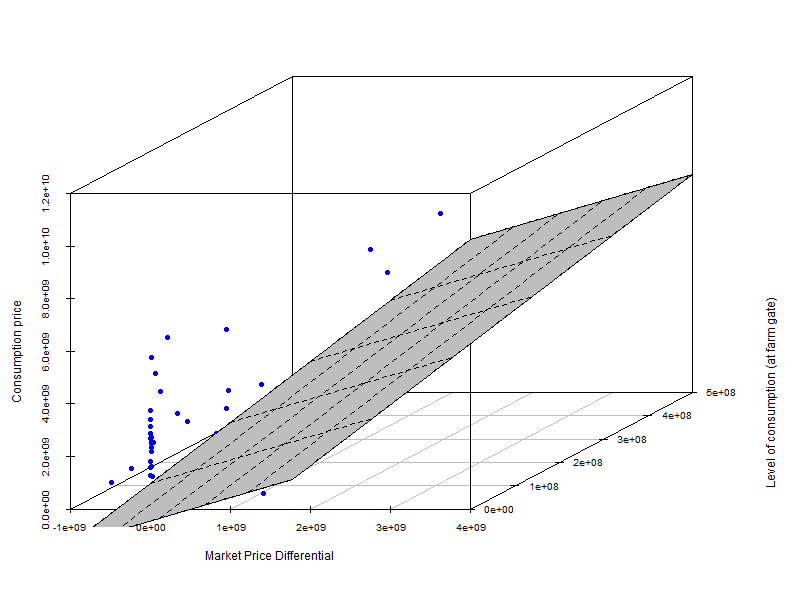 1.2e+10
1.0e+10
8.0e+09
6.0e+09
4.0e+09
2.0e+09
0.0e+00
Consumption price
-1e+09 0e+00 1e+09 2e+09 3e+09 4e+09
Market Price Differential
5e+08
4e+08
3e+08
2e+08
1e+08
0e+00
Level of consumption (at farm gate)